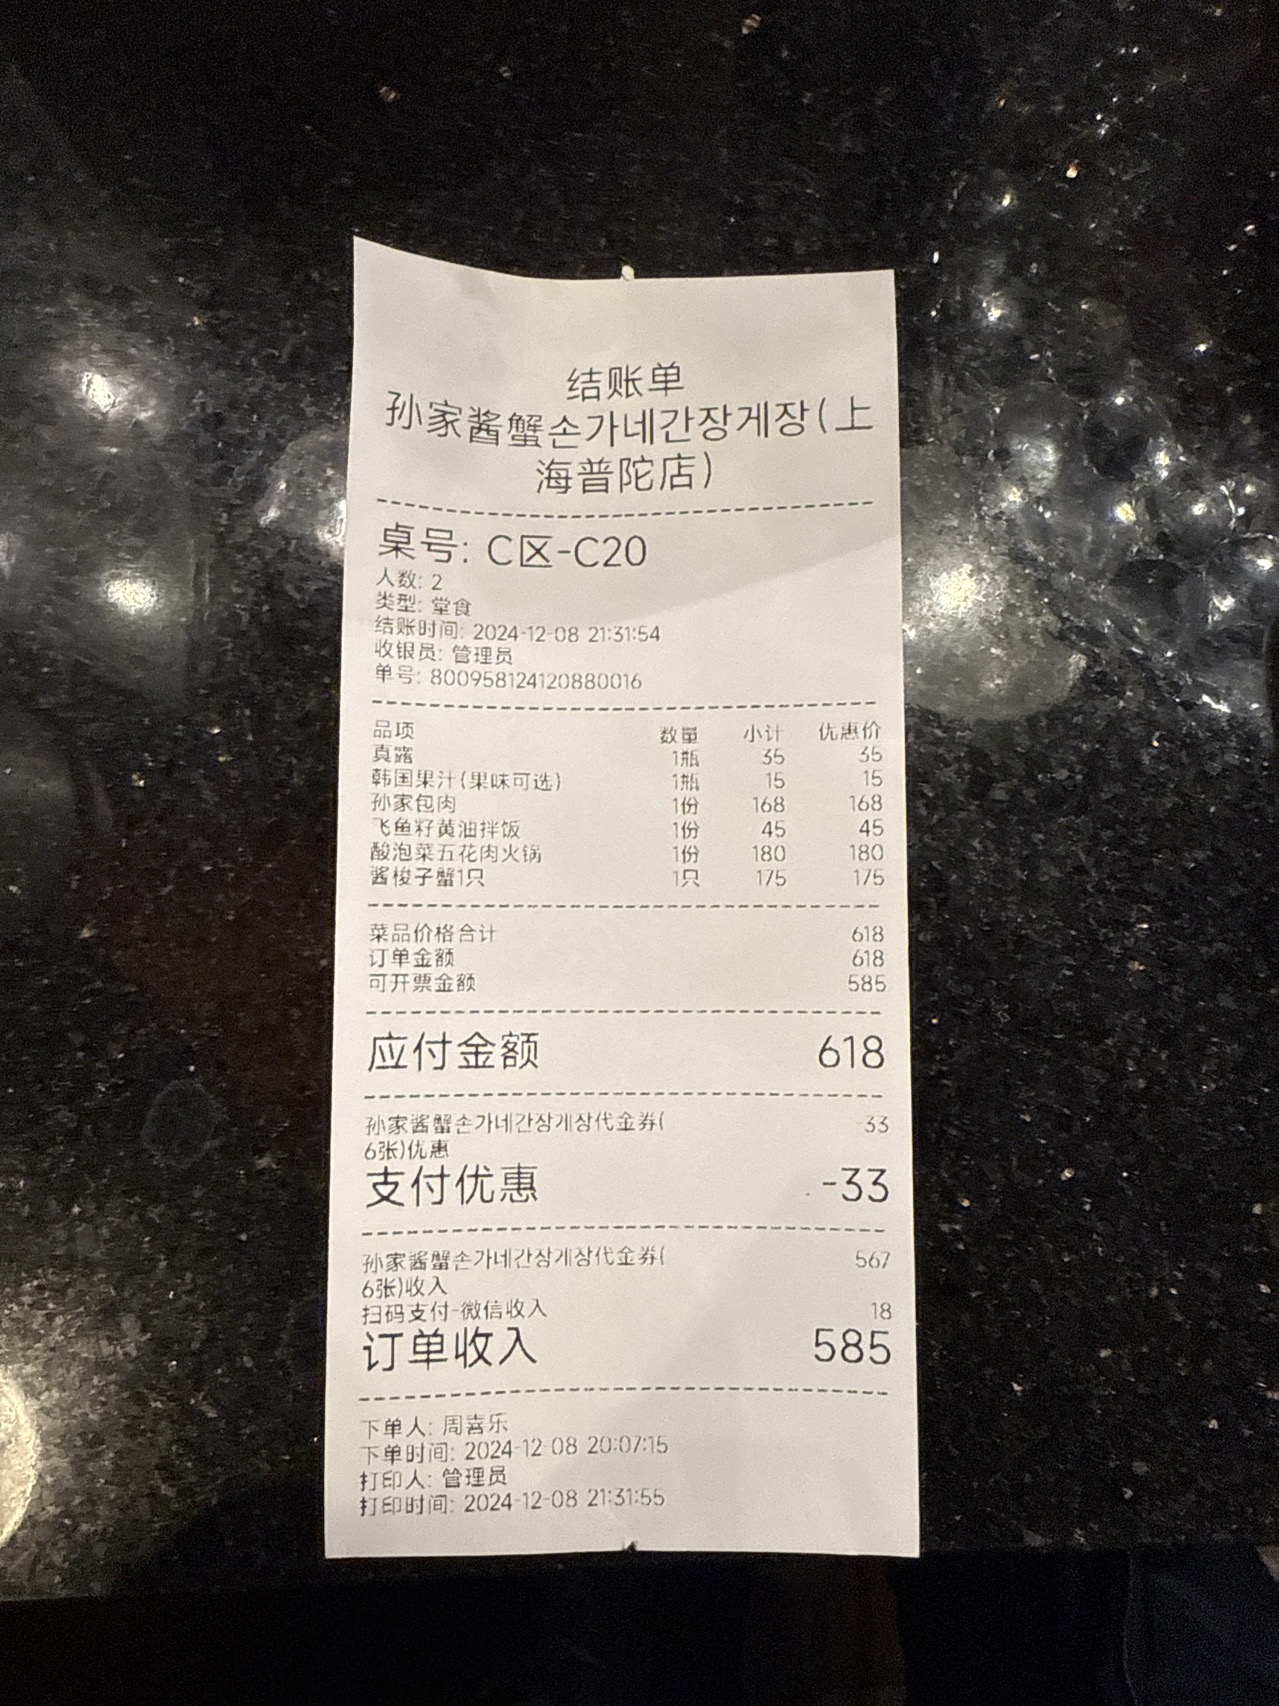 结账单
孙家酱蟹손가네간장게장(上
海普陀店)
桌号: C区-C20
人数: 2
类型: 堂食
结账时间: 2024-12-08 21:31:54
收银员: 管理员
单号: 800958124120880016
品项 数量 小计 优惠价
真露 1瓶 35 35
韩国果汁(果味可选) 1瓶 15 15
孙家包肉 1份 168 168
飞鱼籽黄油拌饭 1份 45 45
酸泡菜五花肉火锅 1份 180 180
酱梭子蟹1只 1只 175 175
菜品价格合计 618
订单金额 618
可开票金额 585
应付金额 618
孙家酱蟹손가네간장게장代金券( -33
6张)优惠
支付优惠 -33
孙家酱蟹손가네간장게장代金券( 567
6张)收入
扫码支付-微信收入 18
订单收入 585
下单人: 周喜乐
下单时间: 2024-12-08 20:07:15
打印人: 管理员
打印时间: 2024-12-08 21:31:55